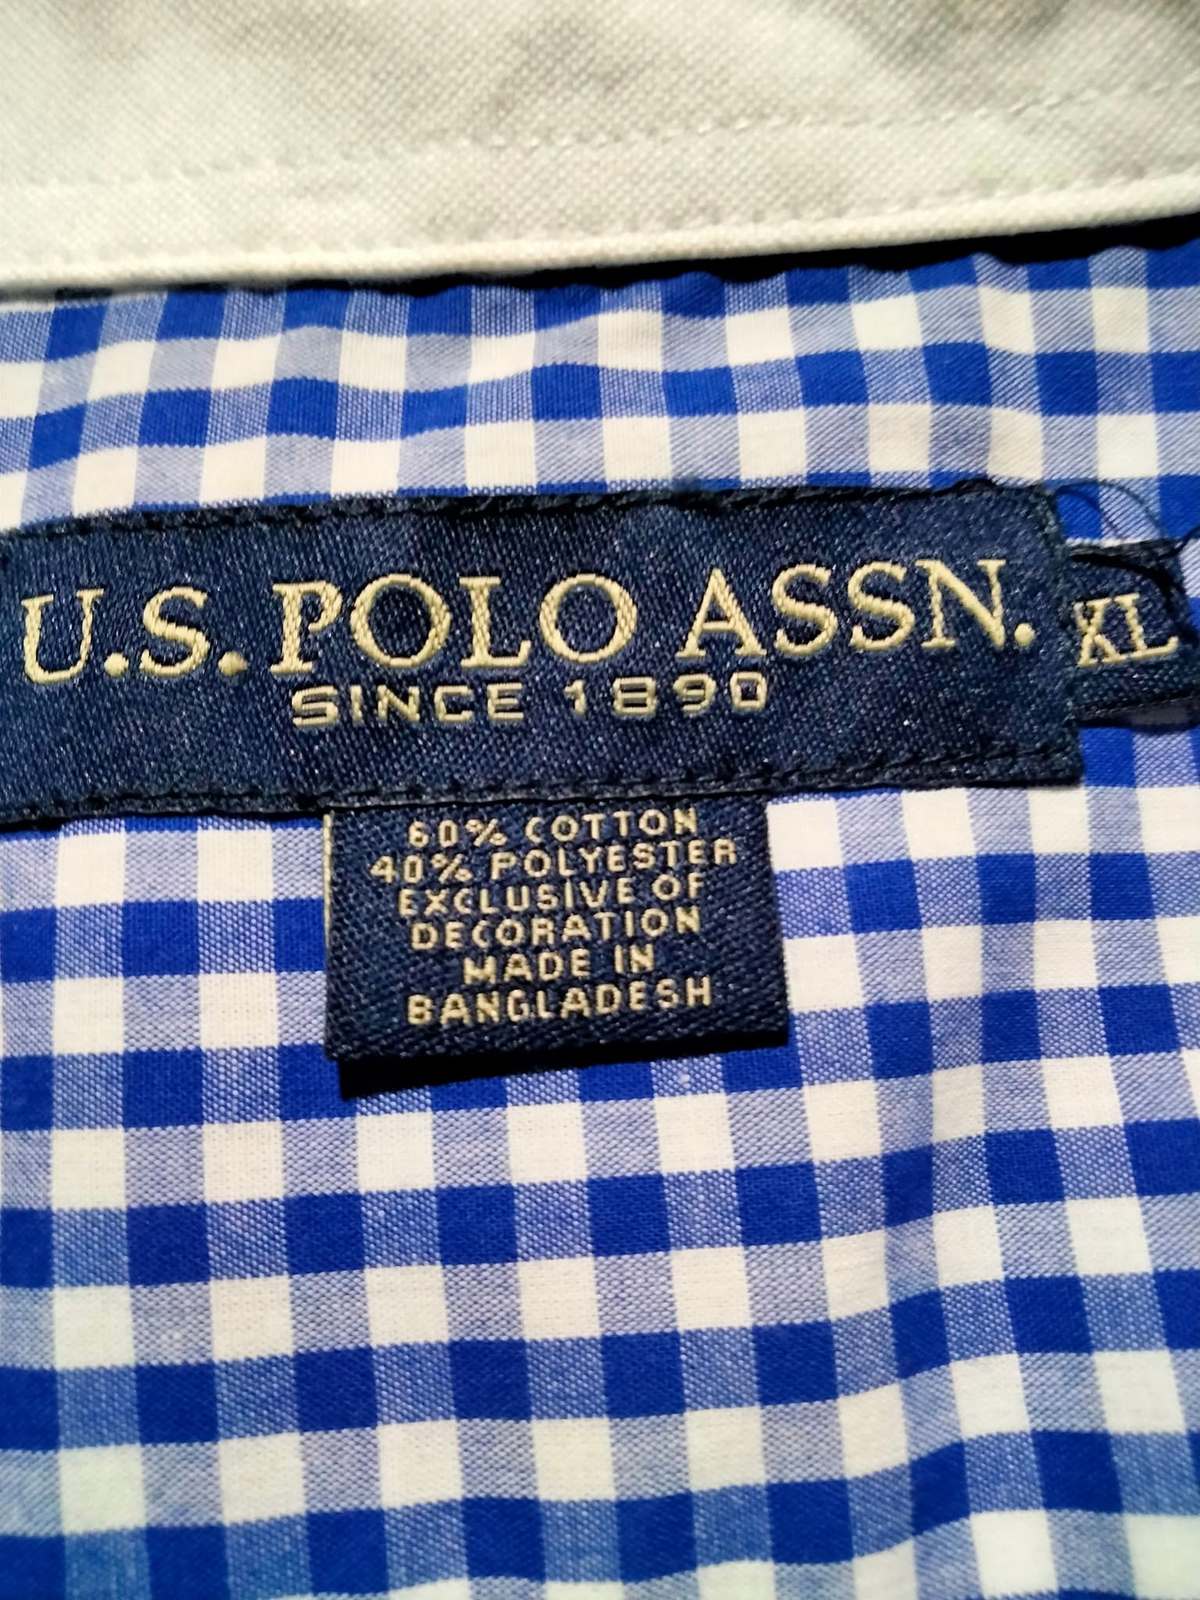 U.S. POLO ASSN.
SINCE 1890
XL
60% COTTON
40% POLYESTER
EXCLUSIVE OF
DECORATION
MADE IN
BANGLADESH